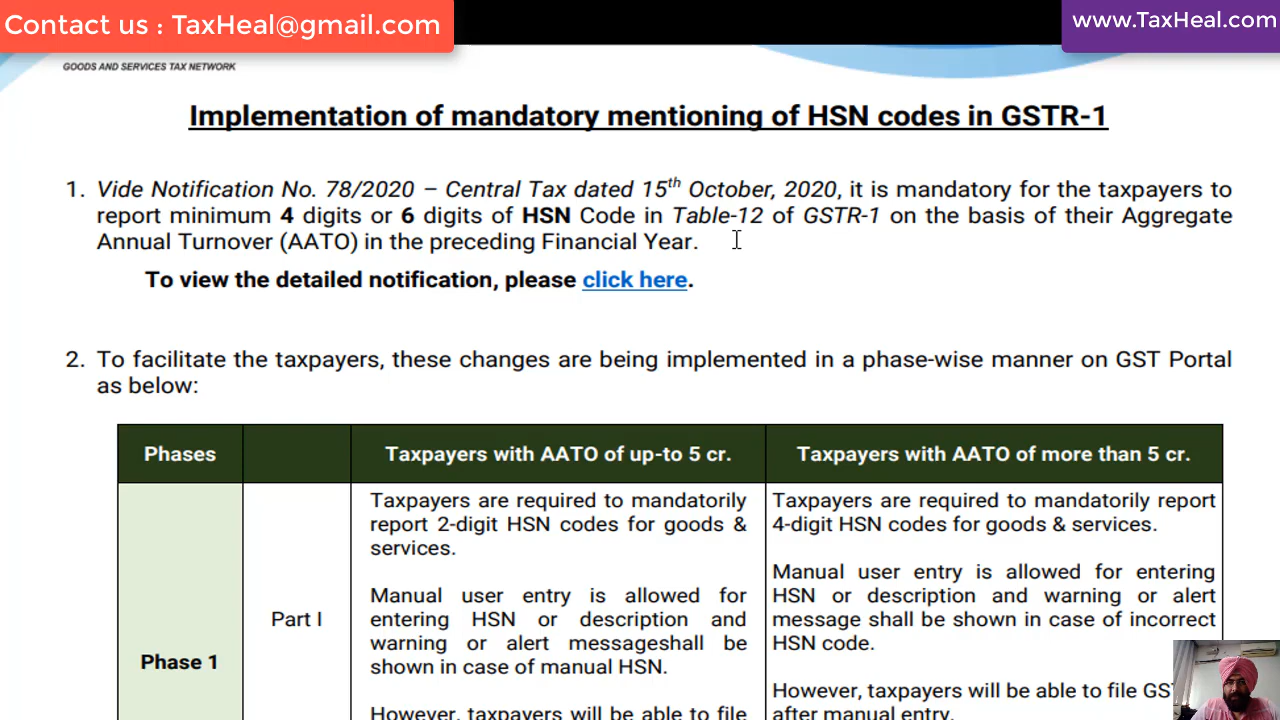 Contact us : TaxHeal@gmail.com
www.TaxHeal.com
GOODS AND SERVICES TAX NETWORK
Implementation of mandatory mentioning of HSN codes in GSTR-1
1. Vide Notification No. 78/2020 – Central Tax dated 15th October, 2020, it is mandatory for the taxpayers to
report minimum 4 digits or 6 digits of HSN Code in Table-12 of GSTR-1 on the basis of their Aggregate
Annual Turnover (AATO) in the preceding Financial Year.
To view the detailed notification, please click here.
2. To facilitate the taxpayers, these changes are being implemented in a phase-wise manner on GST Portal
as below:
Phases
Taxpayers with AATO of up-to 5 cr.
Taxpayers with AATO of more than 5 cr.
Phase 1
Part I
Taxpayers are required to mandatorily
report 2-digit HSN codes for goods &
services.
Manual user entry is allowed for
entering HSN or description and
warning or alert messageshall be
shown in case of manual HSN.
However, taxpayers will be able to file
Taxpayers are required to mandatorily report
4-digit HSN codes for goods & services.
Manual user entry is allowed for entering
HSN or description and warning or alert
message shall be shown in case of incorrect
HSN code.
However, taxpayers will be able to file GS
after manual entry.